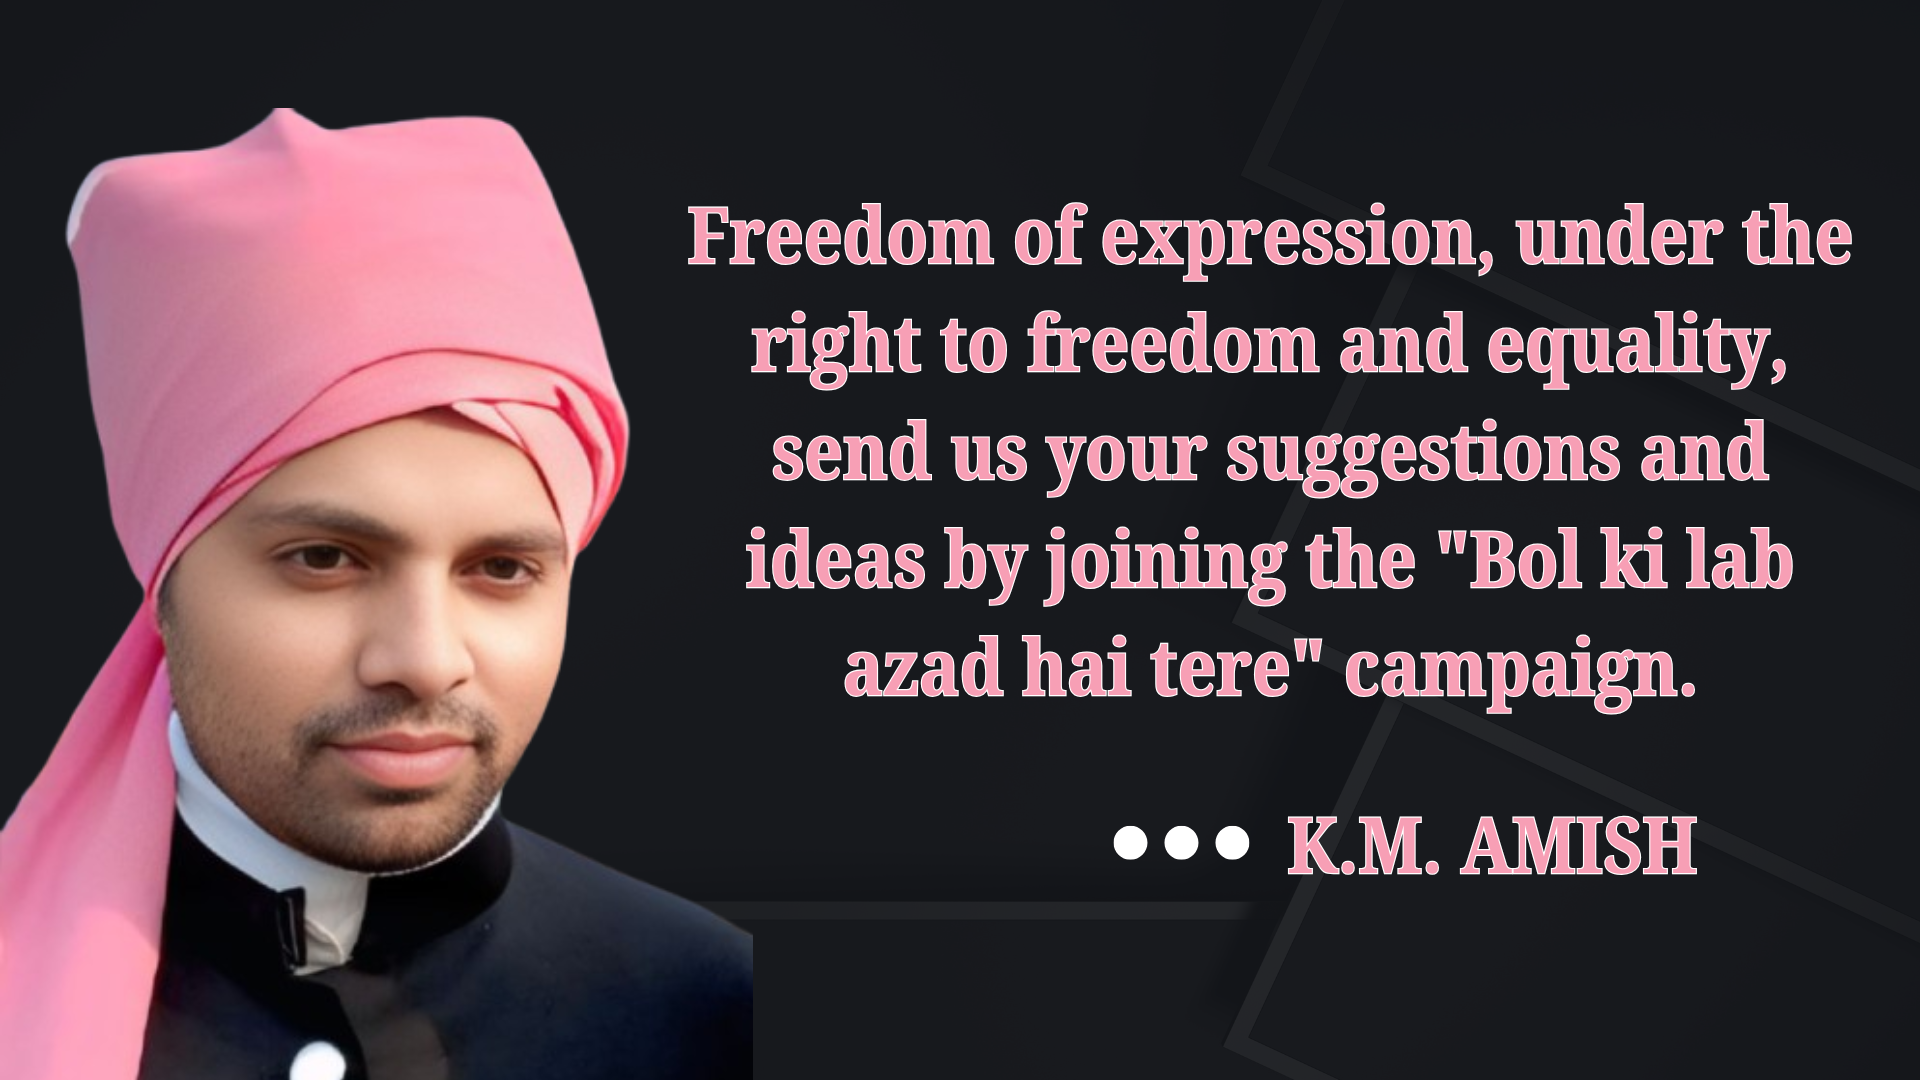 Freedom of expression, under the
right to freedom and equality,
send us your suggestions and
ideas by joining the "Bol ki lab
azad hai tere" campaign.
••• K.M. AMISH